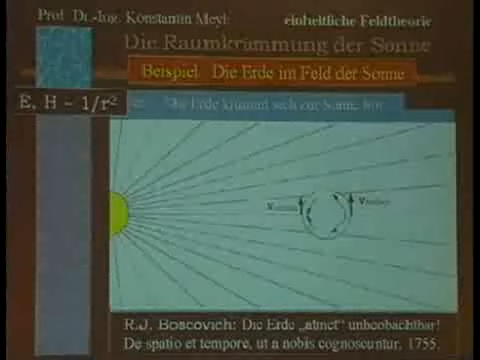 Prof. Dr.-Ing. Konstantin Meyl: einheitliche Feldtheorie
Die Raumkrümmung der Sonne
Beispiel: Die Erde im Feld der Sonne
E, H ~ 1/r²
Die Erde krümmt sich zur Sonne hin
v
v
R.J. Boscovich: Die Erde „atmet" unbeobachtbar!
De spatio et tempore, ut a nobis cognoscuntur, 1755.